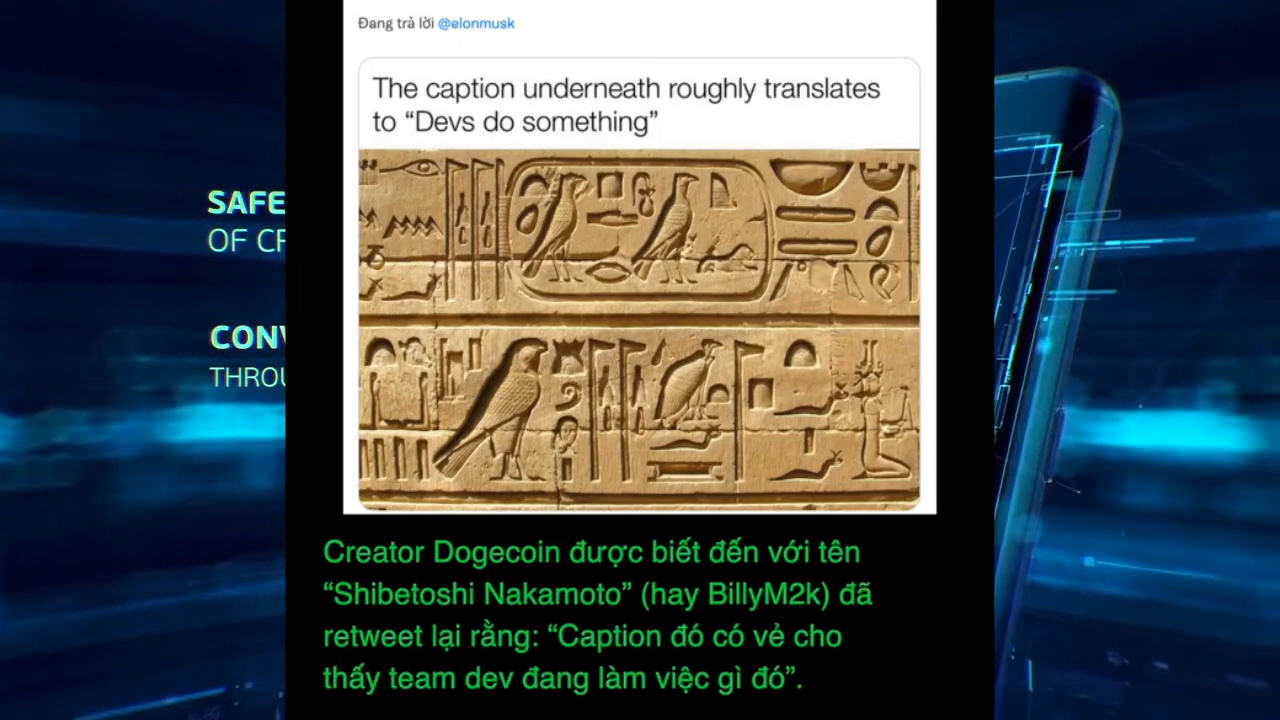 Đang trả lời @elonmusk
The caption underneath roughly translates
to “Devs do something”
SAFE
OF
CONV
THROU
Creator Dogecoin được biết đến với tên
“Shibetoshi Nakamoto” (hay BillyM2k) đã
retweet lại rằng: “Caption đó có vẻ cho
thấy team dev đang làm việc gì đó”.